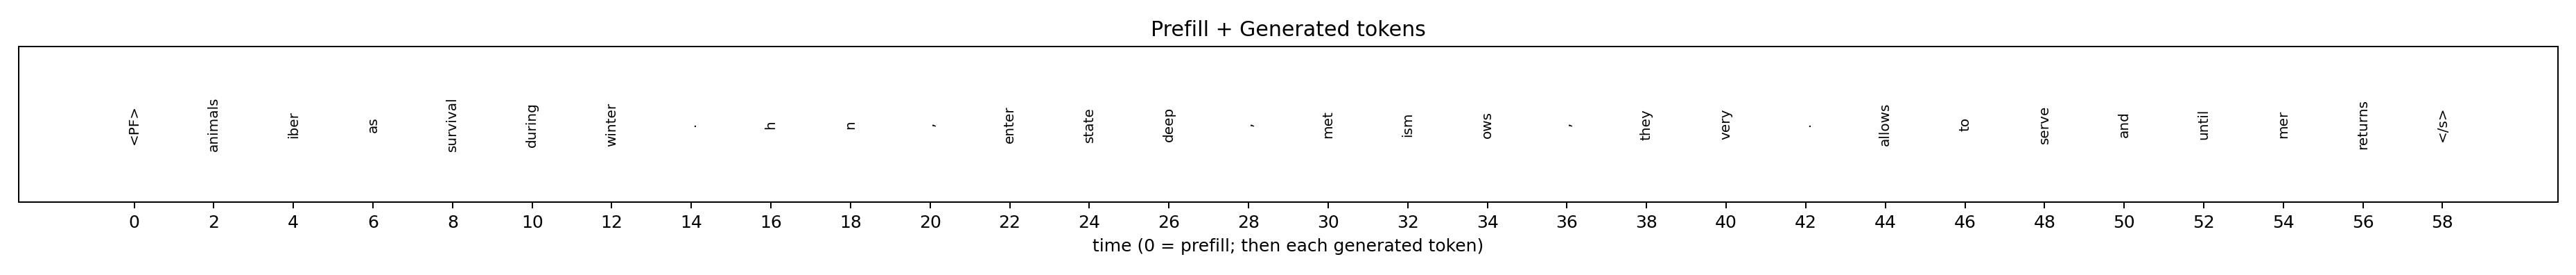 Prefill + Generated tokens
<PF> animals iber as survival during winter . h n , enter state deep , met ism ows , they very . allows to serve and until mer returns </s>
0 2 4 6 8 10 12 14 16 18 20 22 24 26 28 30 32 34 36 38 40 42 44 46 48 50 52 54 56 58
time (0 = prefill; then each generated token)